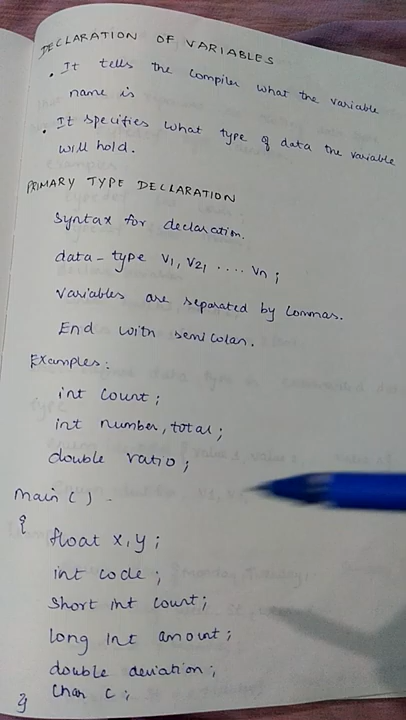 DECLARATION OF VARIABLES
• It tells the compiler what the variable
name is
• It specifies what type of data the variable
will hold.
PRIMARY TYPE DECLARATION
Syntax for declaration.
data-type V1, V2, .... Vn;
Variables are separated by Commas.
End with semicolan.
Examples:
int count;
int number, total;
double ratio;
main ( )
{
float x, y;
int code;
short int count;
long int amount;
double deviation;
Char c;
}